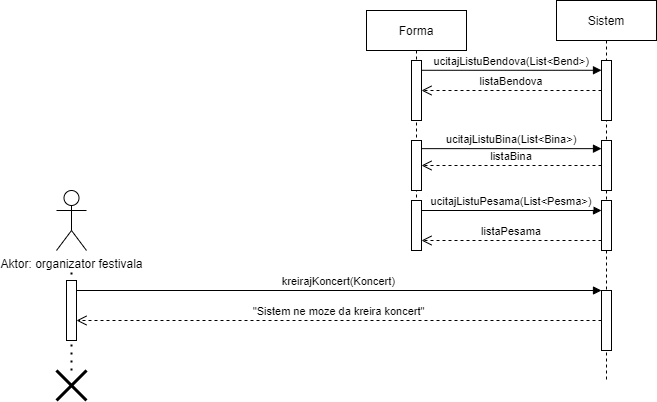 Forma
Sistem
ucitajListuBendova(List<Bend>)
listaBendova
ucitajListuBina(List<Bina>)
listaBina
ucitajListuPesama(List<Pesma>)
listaPesama
Aktor: organizator festivala
kreirajKoncert(Koncert)
"Sistem ne moze da kreira koncert"